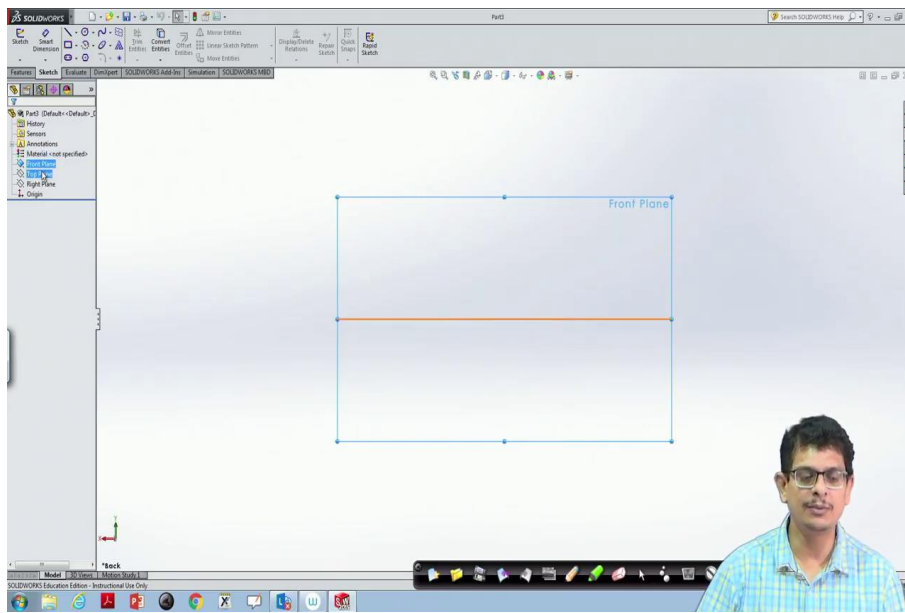 SOLIDWORKS
Part3
Search SOLIDWORKS Help
Sketch
Smart Dimension
Trim Entities
Convert Entities
Offset Entities
Mirror Entities
Linear Sketch Pattern
Move Entities
Display/Delete Relations
Repair Sketch
Quick Snaps
Rapid Sketch
Features
Sketch
Evaluate
DimXpert
SOLIDWORKS Add-Ins
Simulation
SOLIDWORKS MBD
Part3 (Default<<Default>_D
History
Sensors
Annotations
Material <not specified>
Front Plane
Top Plane
Right Plane
Origin
Front Plane
Y
X
*Back
Model
3D Views
Motion Study 1
SOLIDWORKS Education Edition - Instructional Use Only